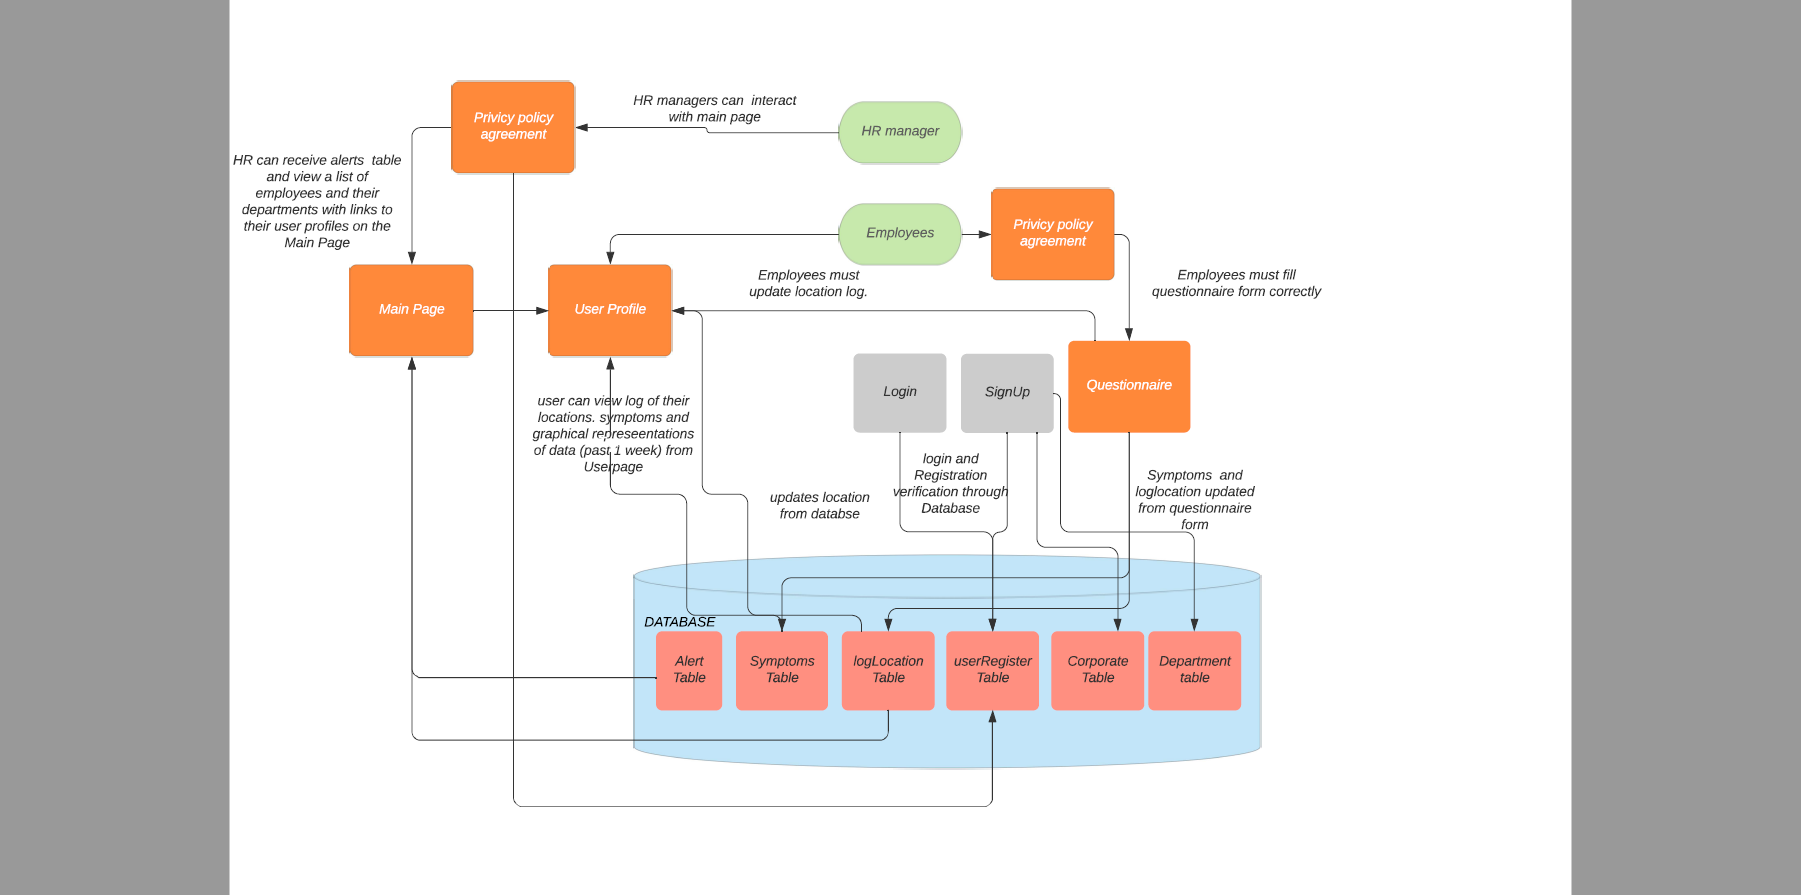 Privicy policy
agreement
HR managers can  interact
with main page
HR manager
HR can receive alerts  table
and view a list of
employees and their
departments with links to
their user profiles on the
Main Page
Employees
Privicy policy
agreement
Employees must
update location log.
Employees must fill
questionnaire form correctly
Main Page
User Profile
Login
SignUp
Questionnaire
user can view log of their
locations. symptoms and
graphical represeentations
of data (past 1 week) from
Userpage
login and
Registration
verification through
Database
Symptoms  and
loglocation updated
from questionnaire
form
updates location
from databse
DATABASE
Alert
Table
Symptoms
Table
logLocation
Table
userRegister
Table
Corporate
Table
Department
table